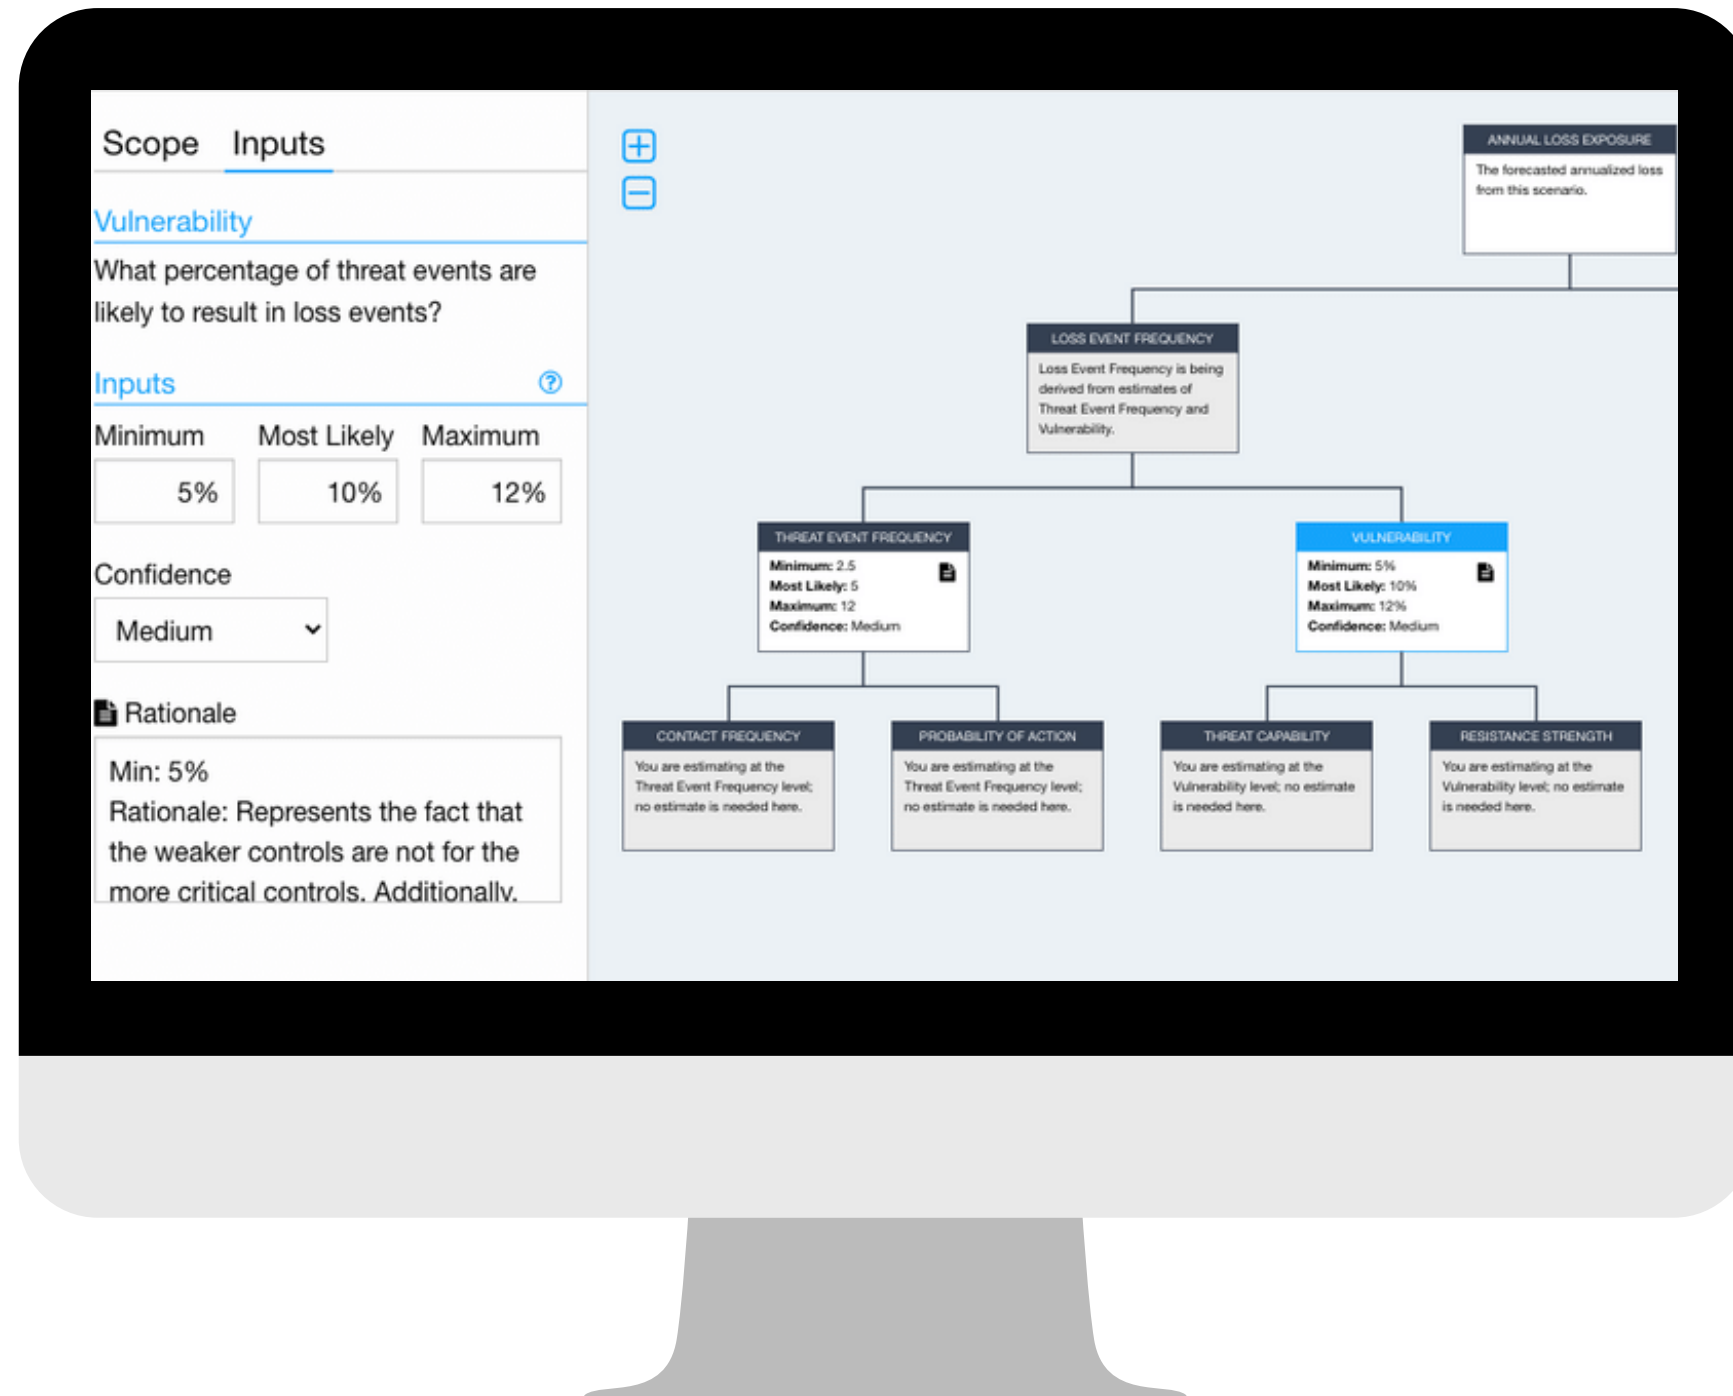 Scope Inputs
Vulnerability
What percentage of threat events are
likely to result in loss events?
Inputs
Minimum Most Likely Maximum
5% 10% 12%
Confidence
Medium
Rationale
Min: 5%
Rationale: Represents the fact that
the weaker controls are not for the
more critical controls. Additionally,
ANNUAL LOSS EXPOSURE
The forecasted annualized loss
from this scenario.
LOSS EVENT FREQUENCY
Loss Event Frequency is being
derived from estimates of
Threat Event Frequency and
Vulnerability.
THREAT EVENT FREQUENCY
Minimum: 2.5
Most Likely: 5
Maximum: 12
Confidence: Medium
VULNERABILITY
Minimum: 5%
Most Likely: 10%
Maximum: 12%
Confidence: Medium
CONTACT FREQUENCY
You are estimating at the
Threat Event Frequency level;
no estimate is needed here.
PROBABILITY OF ACTION
You are estimating at the
Threat Event Frequency level;
no estimate is needed here.
THREAT CAPABILITY
You are estimating at the
Vulnerability level; no estimate
is needed here.
RESISTANCE STRENGTH
You are estimating at the
Vulnerability level; no estimate
is needed here.